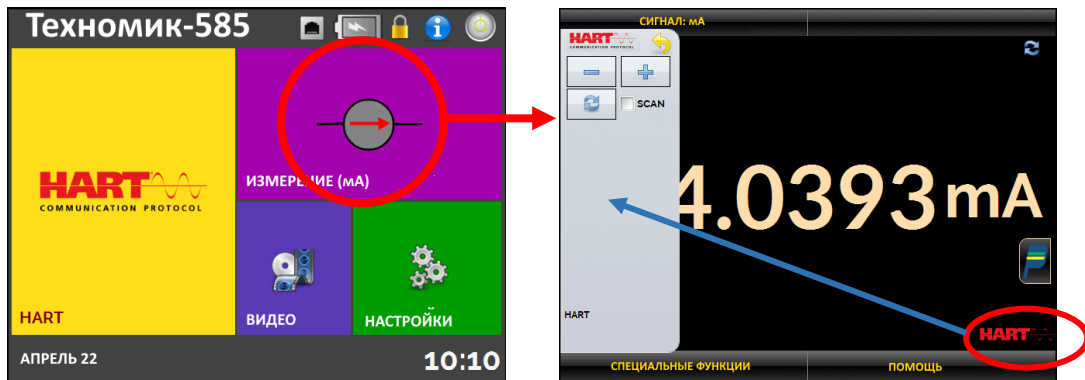 Техномик-585
HART
COMMUNICATION PROTOCOL
ИЗМЕРЕНИЕ (мА)
HART
ВИДЕО
НАСТРОЙКИ
АПРЕЛЬ 22
10:10
СИГНАЛ: мА
HART
COMMUNICATION PROTOCOL
SCAN
4.0393 mA
HART
HART
СПЕЦИАЛЬНЫЕ ФУНКЦИИ
ПОМОЩЬ